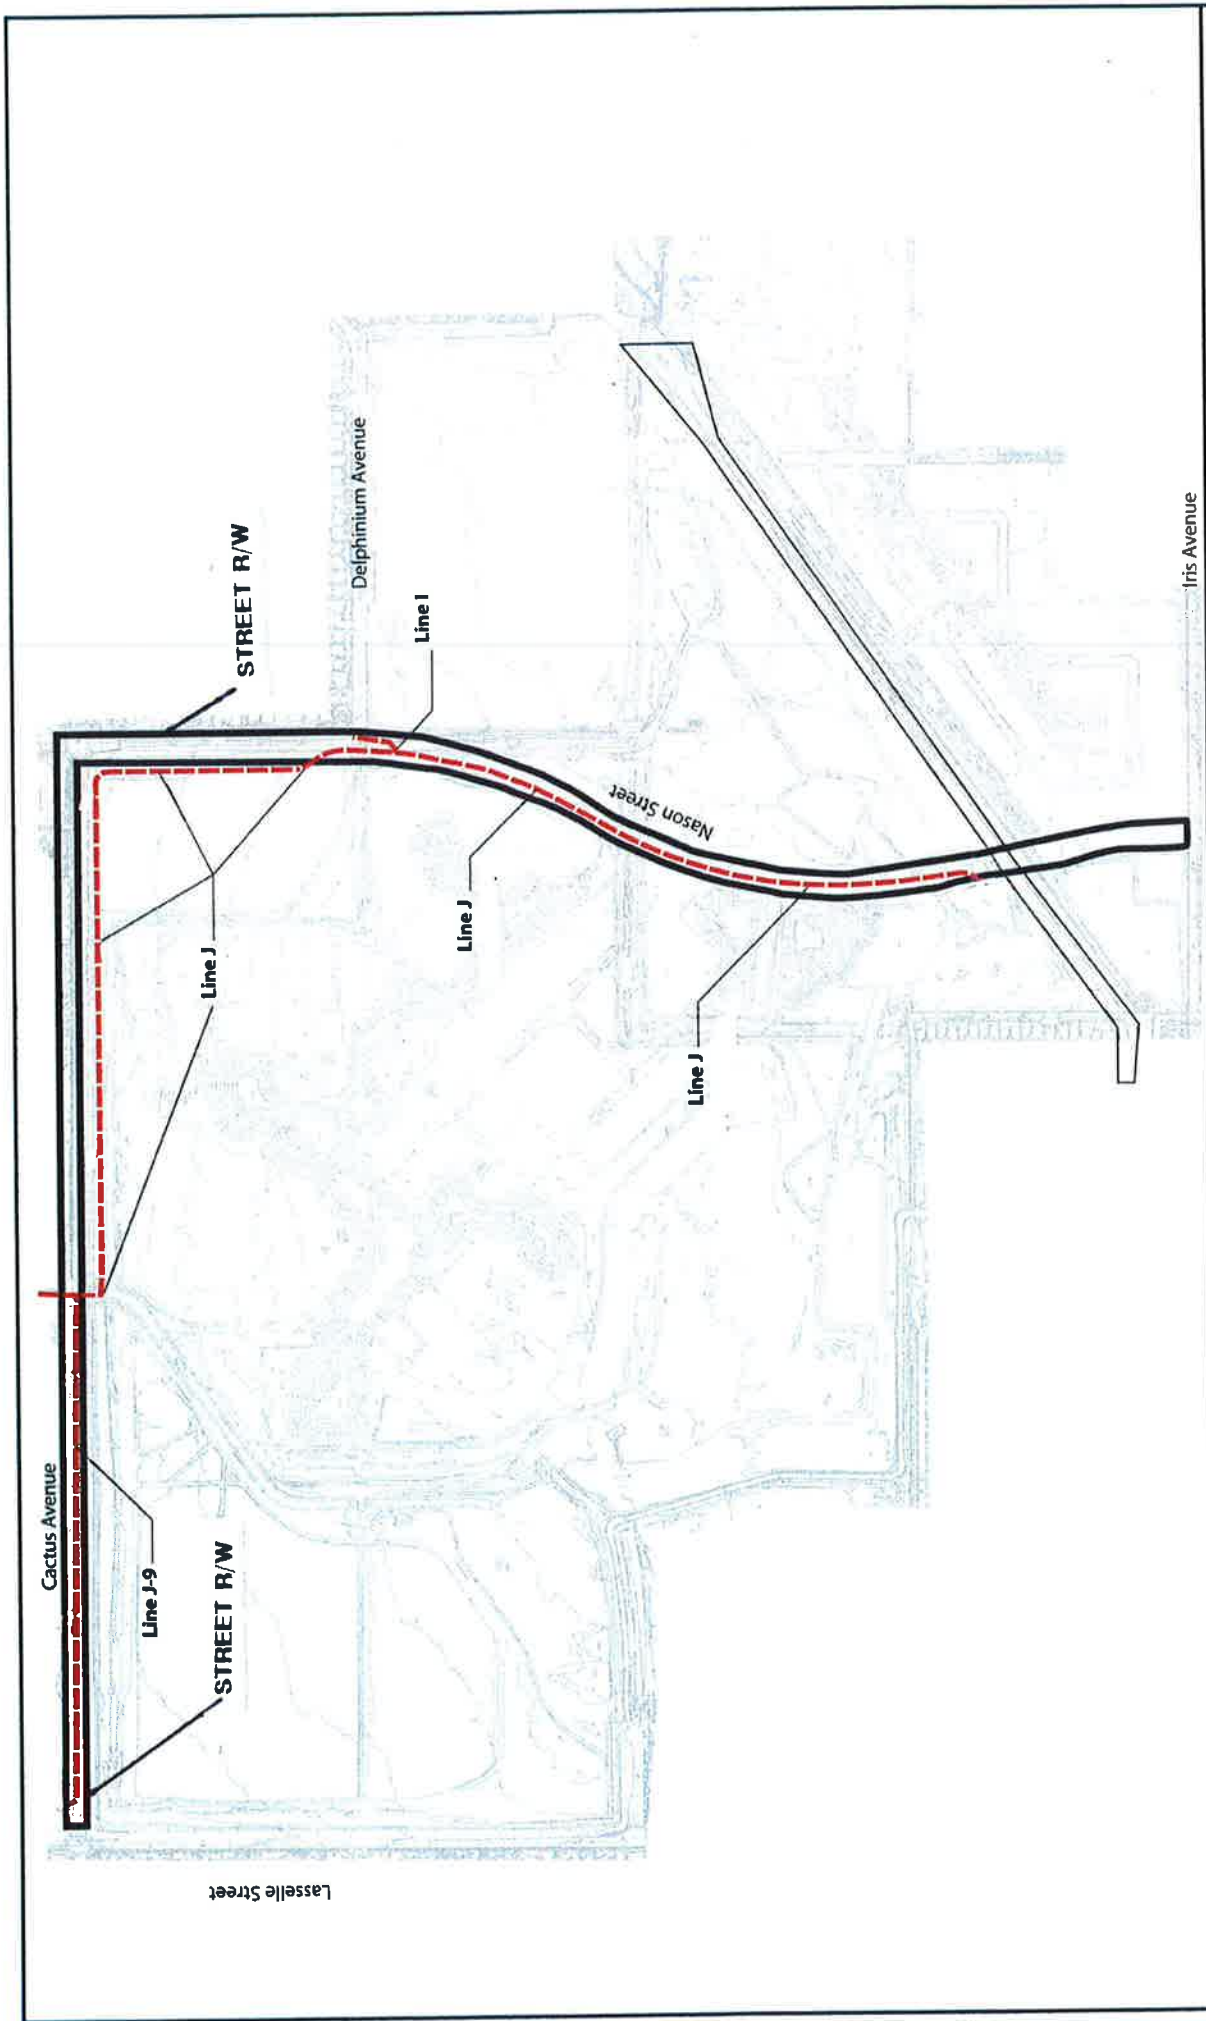 Cactus Avenue
Lasselle Street
Line J-9
STREET R/W
Line J
STREET R/W
Delphinium Avenue
Line I
Line J
Nason Street
Line J
Iris Avenue